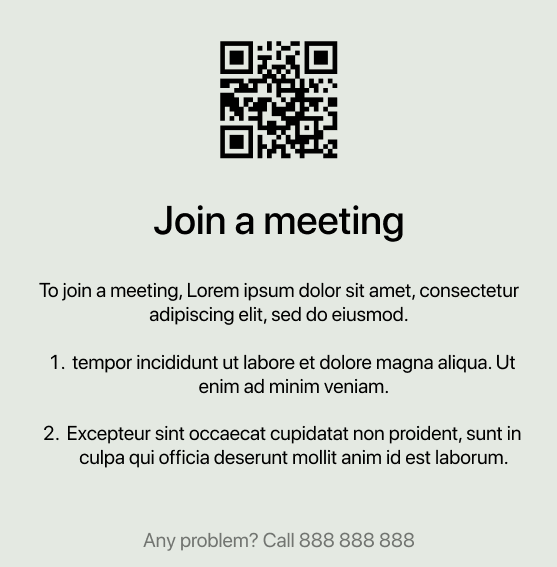 Join a meeting
To join a meeting, Lorem ipsum dolor sit amet, consectetur
adipiscing elit, sed do eiusmod.
1. tempor incididunt ut labore et dolore magna aliqua. Ut
enim ad minim veniam.
2. Excepteur sint occaecat cupidatat non proident, sunt in
culpa qui officia deserunt mollit anim id est laborum.
Any problem? Call 888 888 888